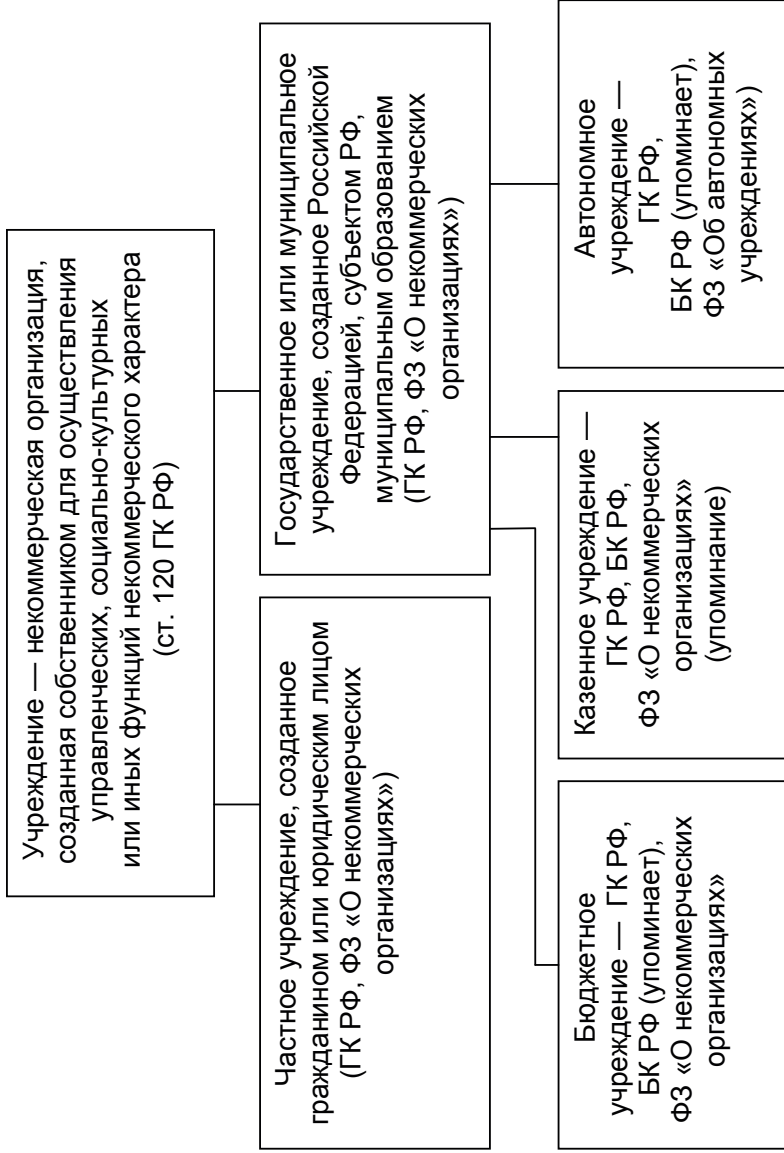 Учреждение — некоммерческая организация,
созданная собственником для осуществления
управленческих, социально-культурных
или иных функций некоммерческого характера
(ст. 120 ГК РФ)
Частное учреждение, созданное
гражданином или юридическим лицом
(ГК РФ, ФЗ «О некоммерческих
организациях»)
Государственное или муниципальное
учреждение, созданное Российской
Федерацией, субъектом РФ,
муниципальным образованием
(ГК РФ, ФЗ «О некоммерческих
организациях»)
Бюджетное
учреждение — ГК РФ,
БК РФ (упоминает),
ФЗ «О некоммерческих
организациях»
Казенное учреждение —
ГК РФ, БК РФ,
ФЗ «О некоммерческих
организациях»
(упоминание)
Автономное
учреждение —
ГК РФ,
БК РФ (упоминает),
ФЗ «Об автономных
учреждениях»)